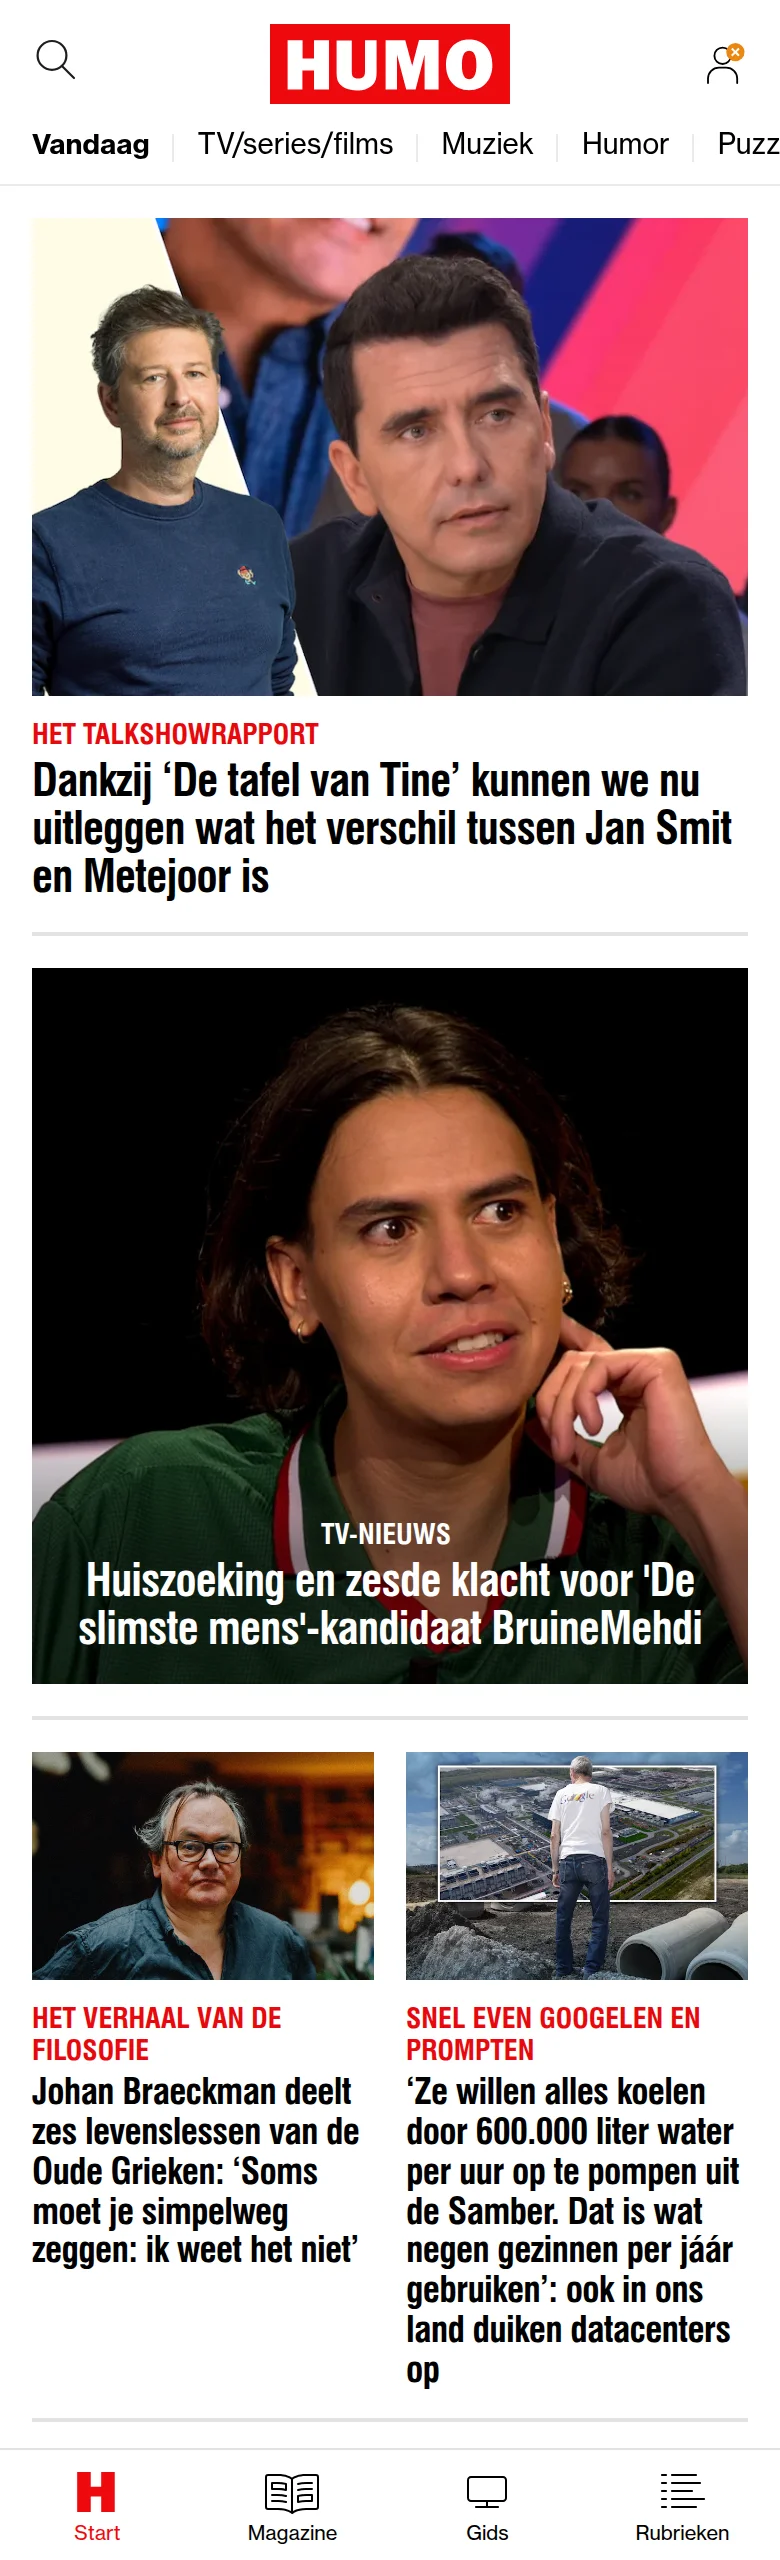 HUMO
Vandaag
TV/series/films
Muziek
Humor
Puzz
HET TALKSHOWRAPPORT
Dankzij ‘De tafel van Tine’ kunnen we nu
uitleggen wat het verschil tussen Jan Smit
en Metejoor is
TV-NIEUWS
Huiszoeking en zesde klacht voor 'De
slimste mens'-kandidaat BruineMehdi
Google
HET VERHAAL VAN DE
FILOSOFIE
Johan Braeckman deelt
zes levenslessen van de
Oude Grieken: ‘Soms
moet je simpelweg
zeggen: ik weet het niet’
SNEL EVEN GOOGELEN EN
PROMPTEN
‘Ze willen alles koelen
door 600.000 liter water
per uur op te pompen uit
de Samber. Dat is wat
negen gezinnen per jáár
gebruiken’: ook in ons
land duiken datacenters
op
H
Start
Magazine
Gids
Rubrieken